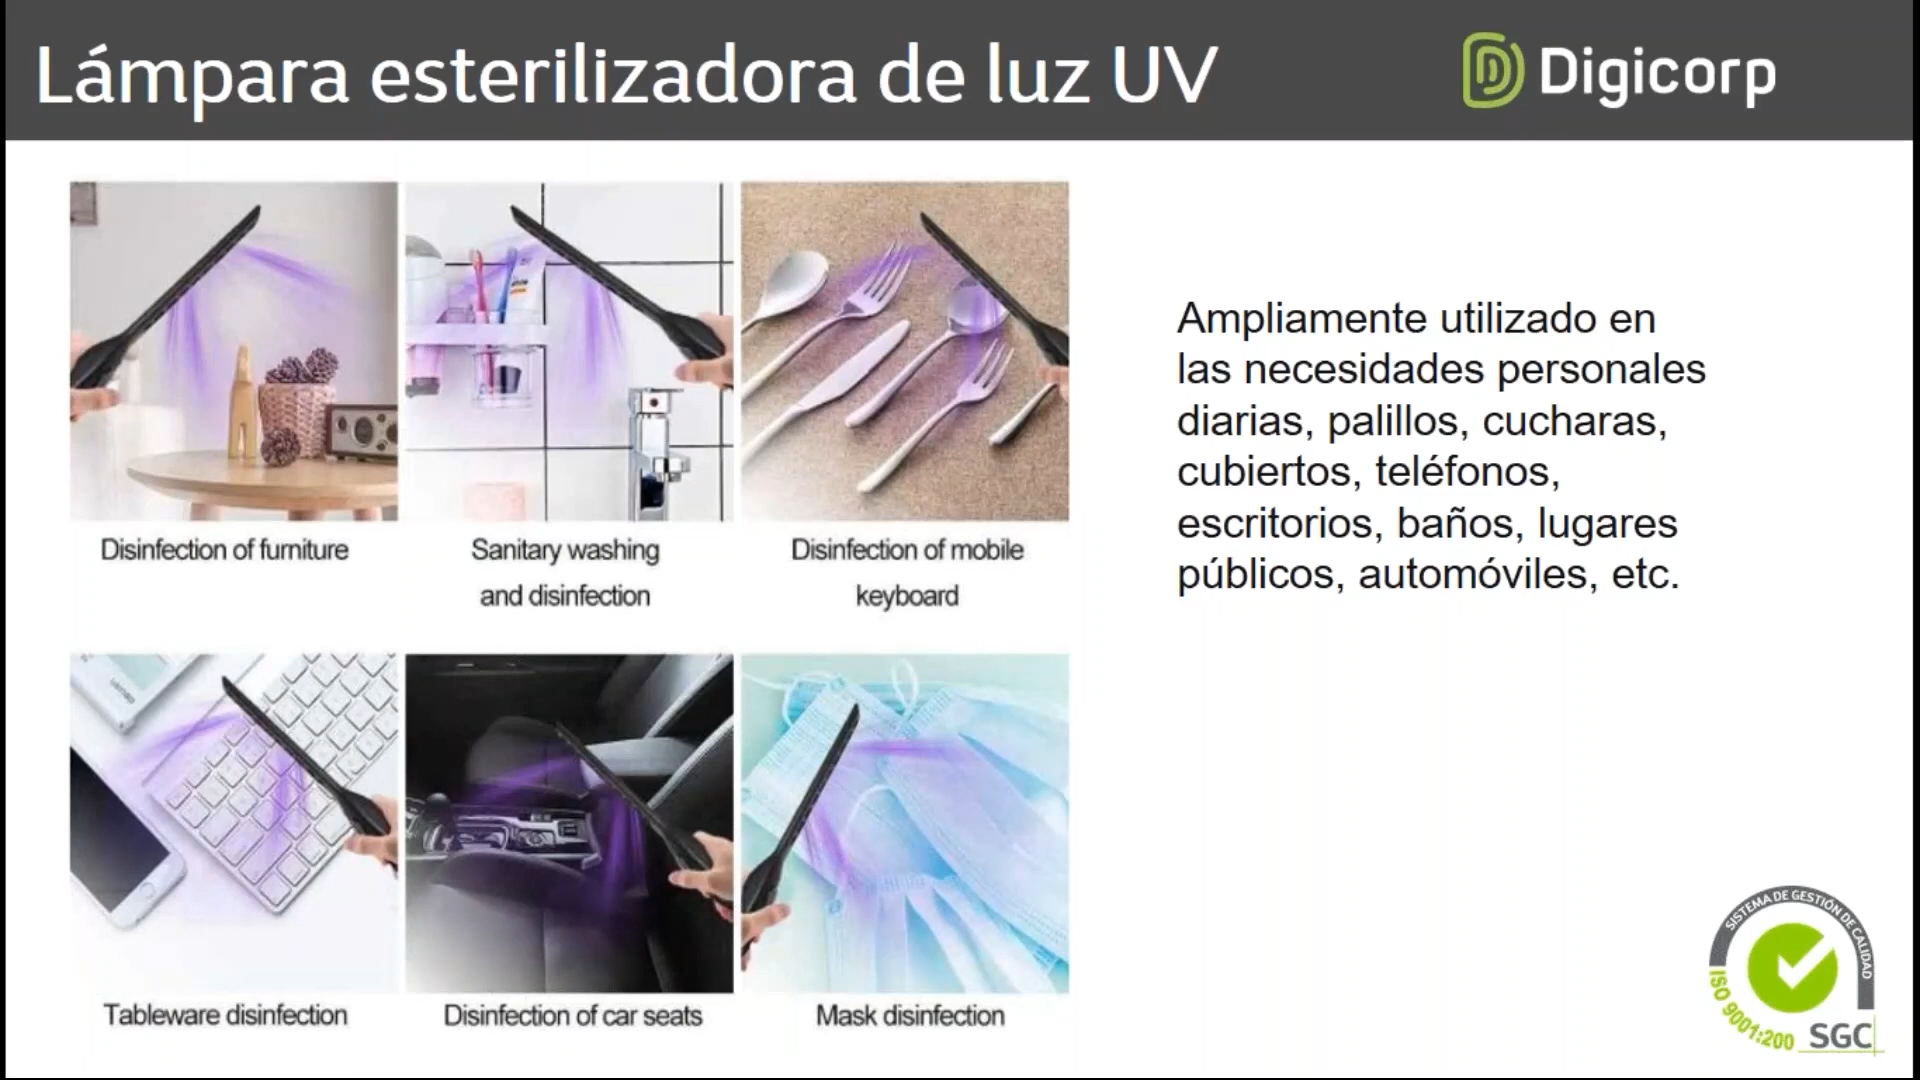 Lámpara esterilizadora de luz UV
Digicorp
Disinfection of furniture
Sanitary washing
and disinfection
Disinfection of mobile
keyboard
Tableware disinfection
Disinfection of car seats
Mask disinfection
Ampliamente utilizado en
las necesidades personales
diarias, palillos, cucharas,
cubiertos, teléfonos,
escritorios, baños, lugares
públicos, automóviles, etc.
SISTEMA DE GESTIÓN DE CALIDAD
ISO 9001:200
SGC